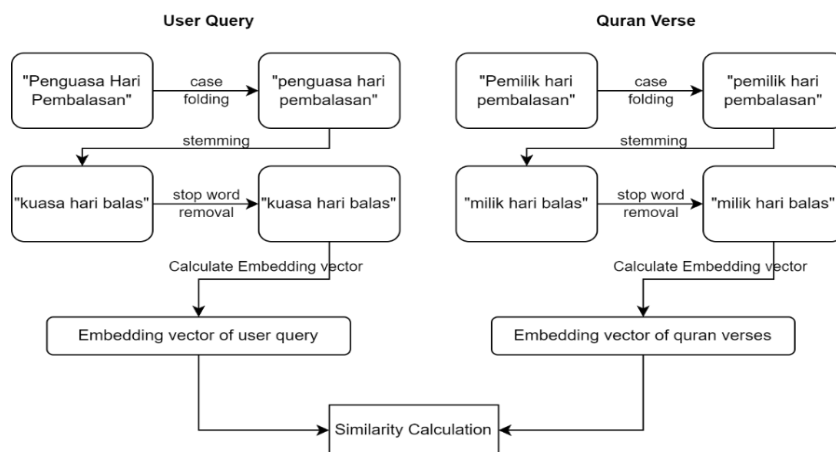 User Query
Quran Verse
"Penguasa Hari
Pembalasan"
case
folding
"penguasa hari
pembalasan"
"Pemilik hari
pembalasan"
case
folding
"pemilik hari
pembalasan"
stemming
stemming
"kuasa hari balas"
stop word
removal
"kuasa hari balas"
"milik hari balas"
stop word
removal
"milik hari balas"
Calculate Embedding vector
Calculate Embedding vector
Embedding vector of user query
Embedding vector of quran verses
Similarity Calculation